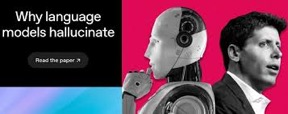 Why language
models hallucinate
Read the paper ↗